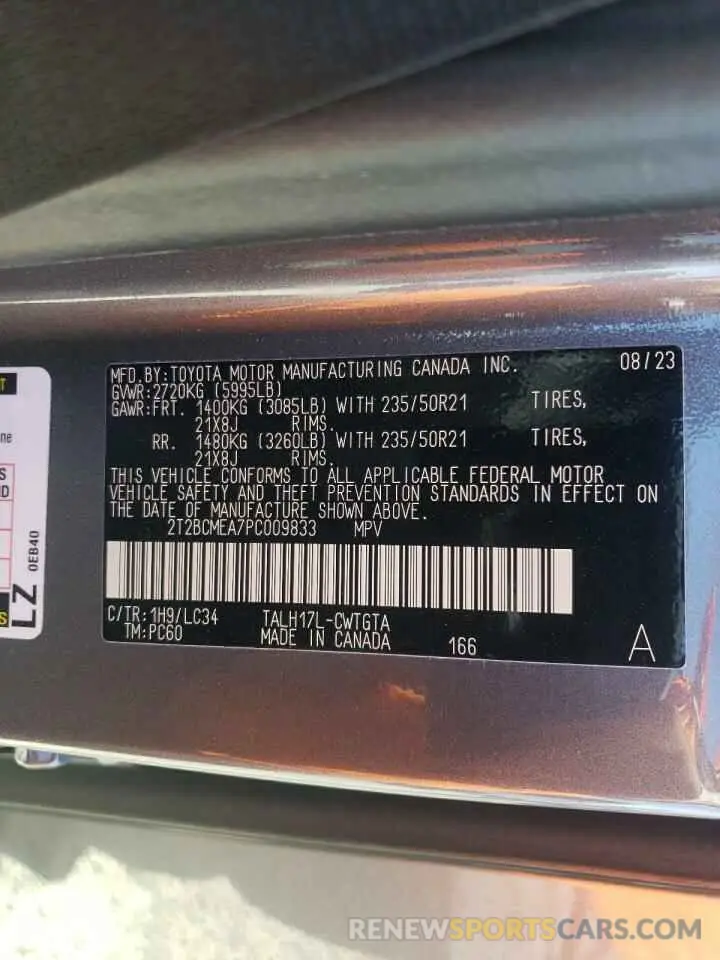 MFD.BY:TOYOTA MOTOR MANUFACTURING CANADA INC. 08/23
GVWR:2720KG (5995LB)
GAWR:FRT. 1400KG (3085LB) WITH 235/50R21 TIRES,
21X8J RIMS.
RR. 1480KG (3260LB) WITH 235/50R21 TIRES,
21X8J RIMS.
THIS VEHICLE CONFORMS TO ALL APPLICABLE FEDERAL MOTOR
VEHICLE SAFETY AND THEFT PREVENTION STANDARDS IN EFFECT ON
THE DATE OF MANUFACTURE SHOWN ABOVE.
2T2BCMEA7PC009833 MPV
C/TR:1H9/LC34 TALH17L-CWTGTA
TM:PC60 MADE IN CANADA 166 A
LZ
0EB40
RENEWSPORTSCARS.COM